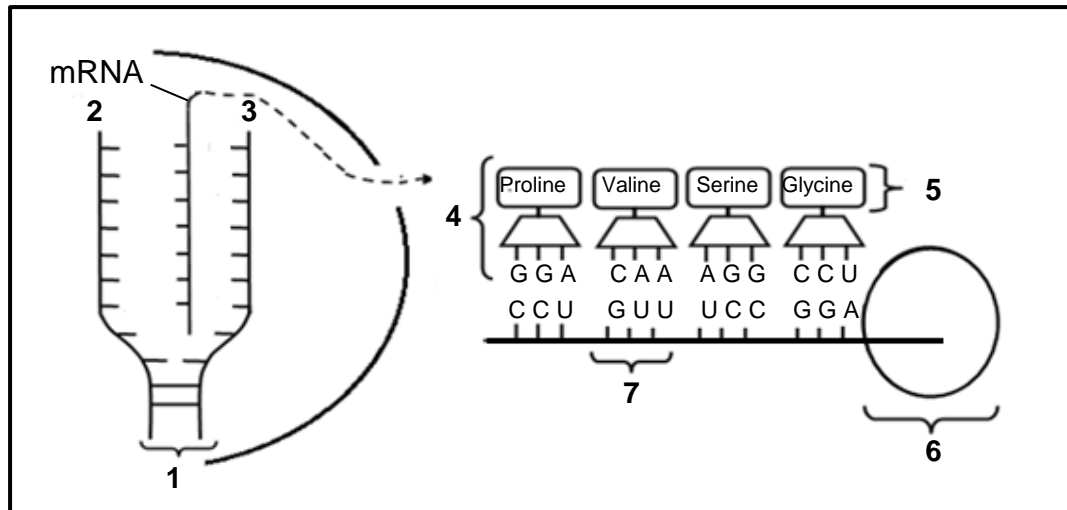 mRNA
2 3
Proline Valine Serine Glycine
4 5
G G A C A A A G G C C U
C C U G U U U C C G G A
7
6
1